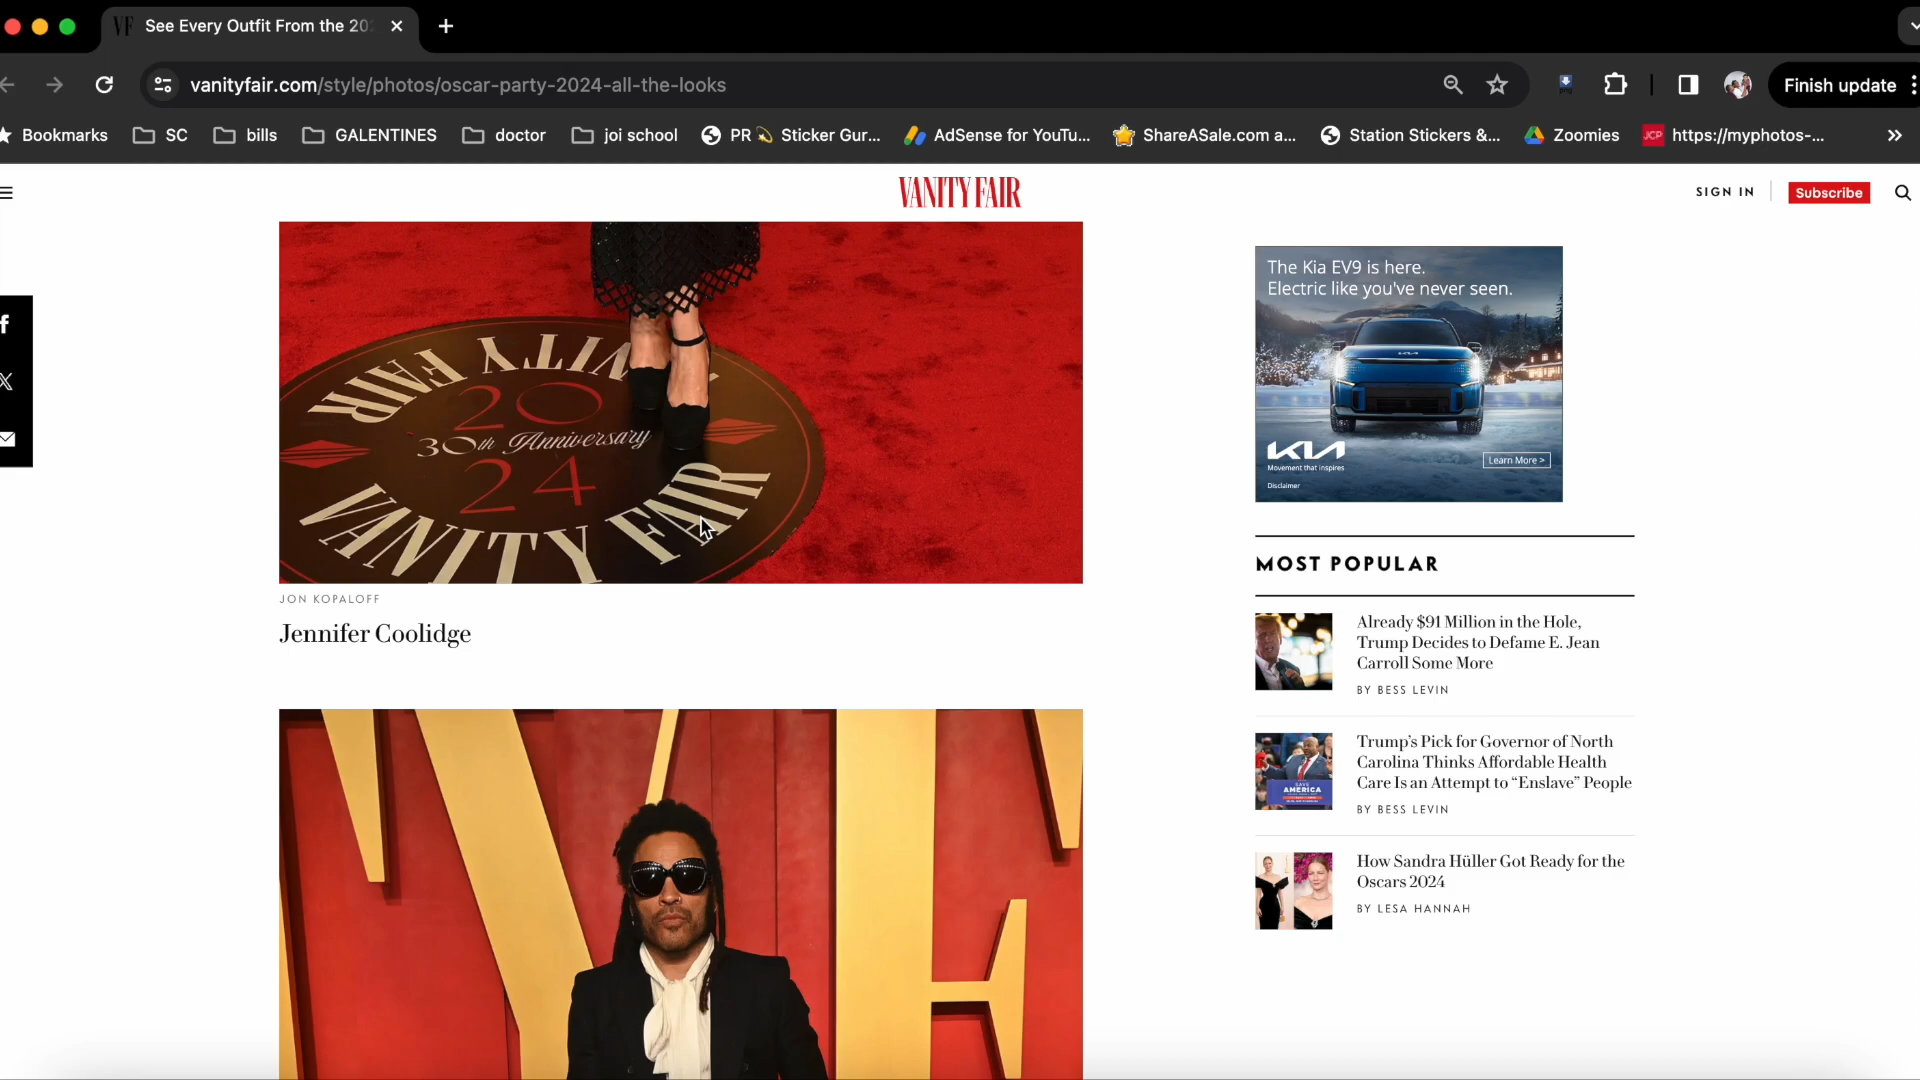 See Every Outfit From the 202
vanityfair.com/style/photos/oscar-party-2024-all-the-looks
Finish update
Bookmarks
SC
bills
GALENTINES
doctor
joi school
PR 💫 Sticker Gur...
AdSense for YouTu...
ShareASale.com a...
Station Stickers &...
Zoomies
JCP
https://myphotos-...
VANITY FAIR
SIGN IN
Subscribe
VANITY FAIR
20
30th Anniversary
24
VANITY FAIR
JON KOPALOFF
Jennifer Coolidge
The Kia EV9 is here.
Electric like you've never seen.
KIA
Movement that inspires
Learn More >
Disclaimer
MOST POPULAR
Already $91 Million in the Hole,
Trump Decides to Defame E. Jean
Carroll Some More
BY BESS LEVIN
Trump's Pick for Governor of North
Carolina Thinks Affordable Health
Care Is an Attempt to “Enslave” People
BY BESS LEVIN
SAVE
AMERICA
How Sandra Hüller Got Ready for the
Oscars 2024
BY LESA HANNAH